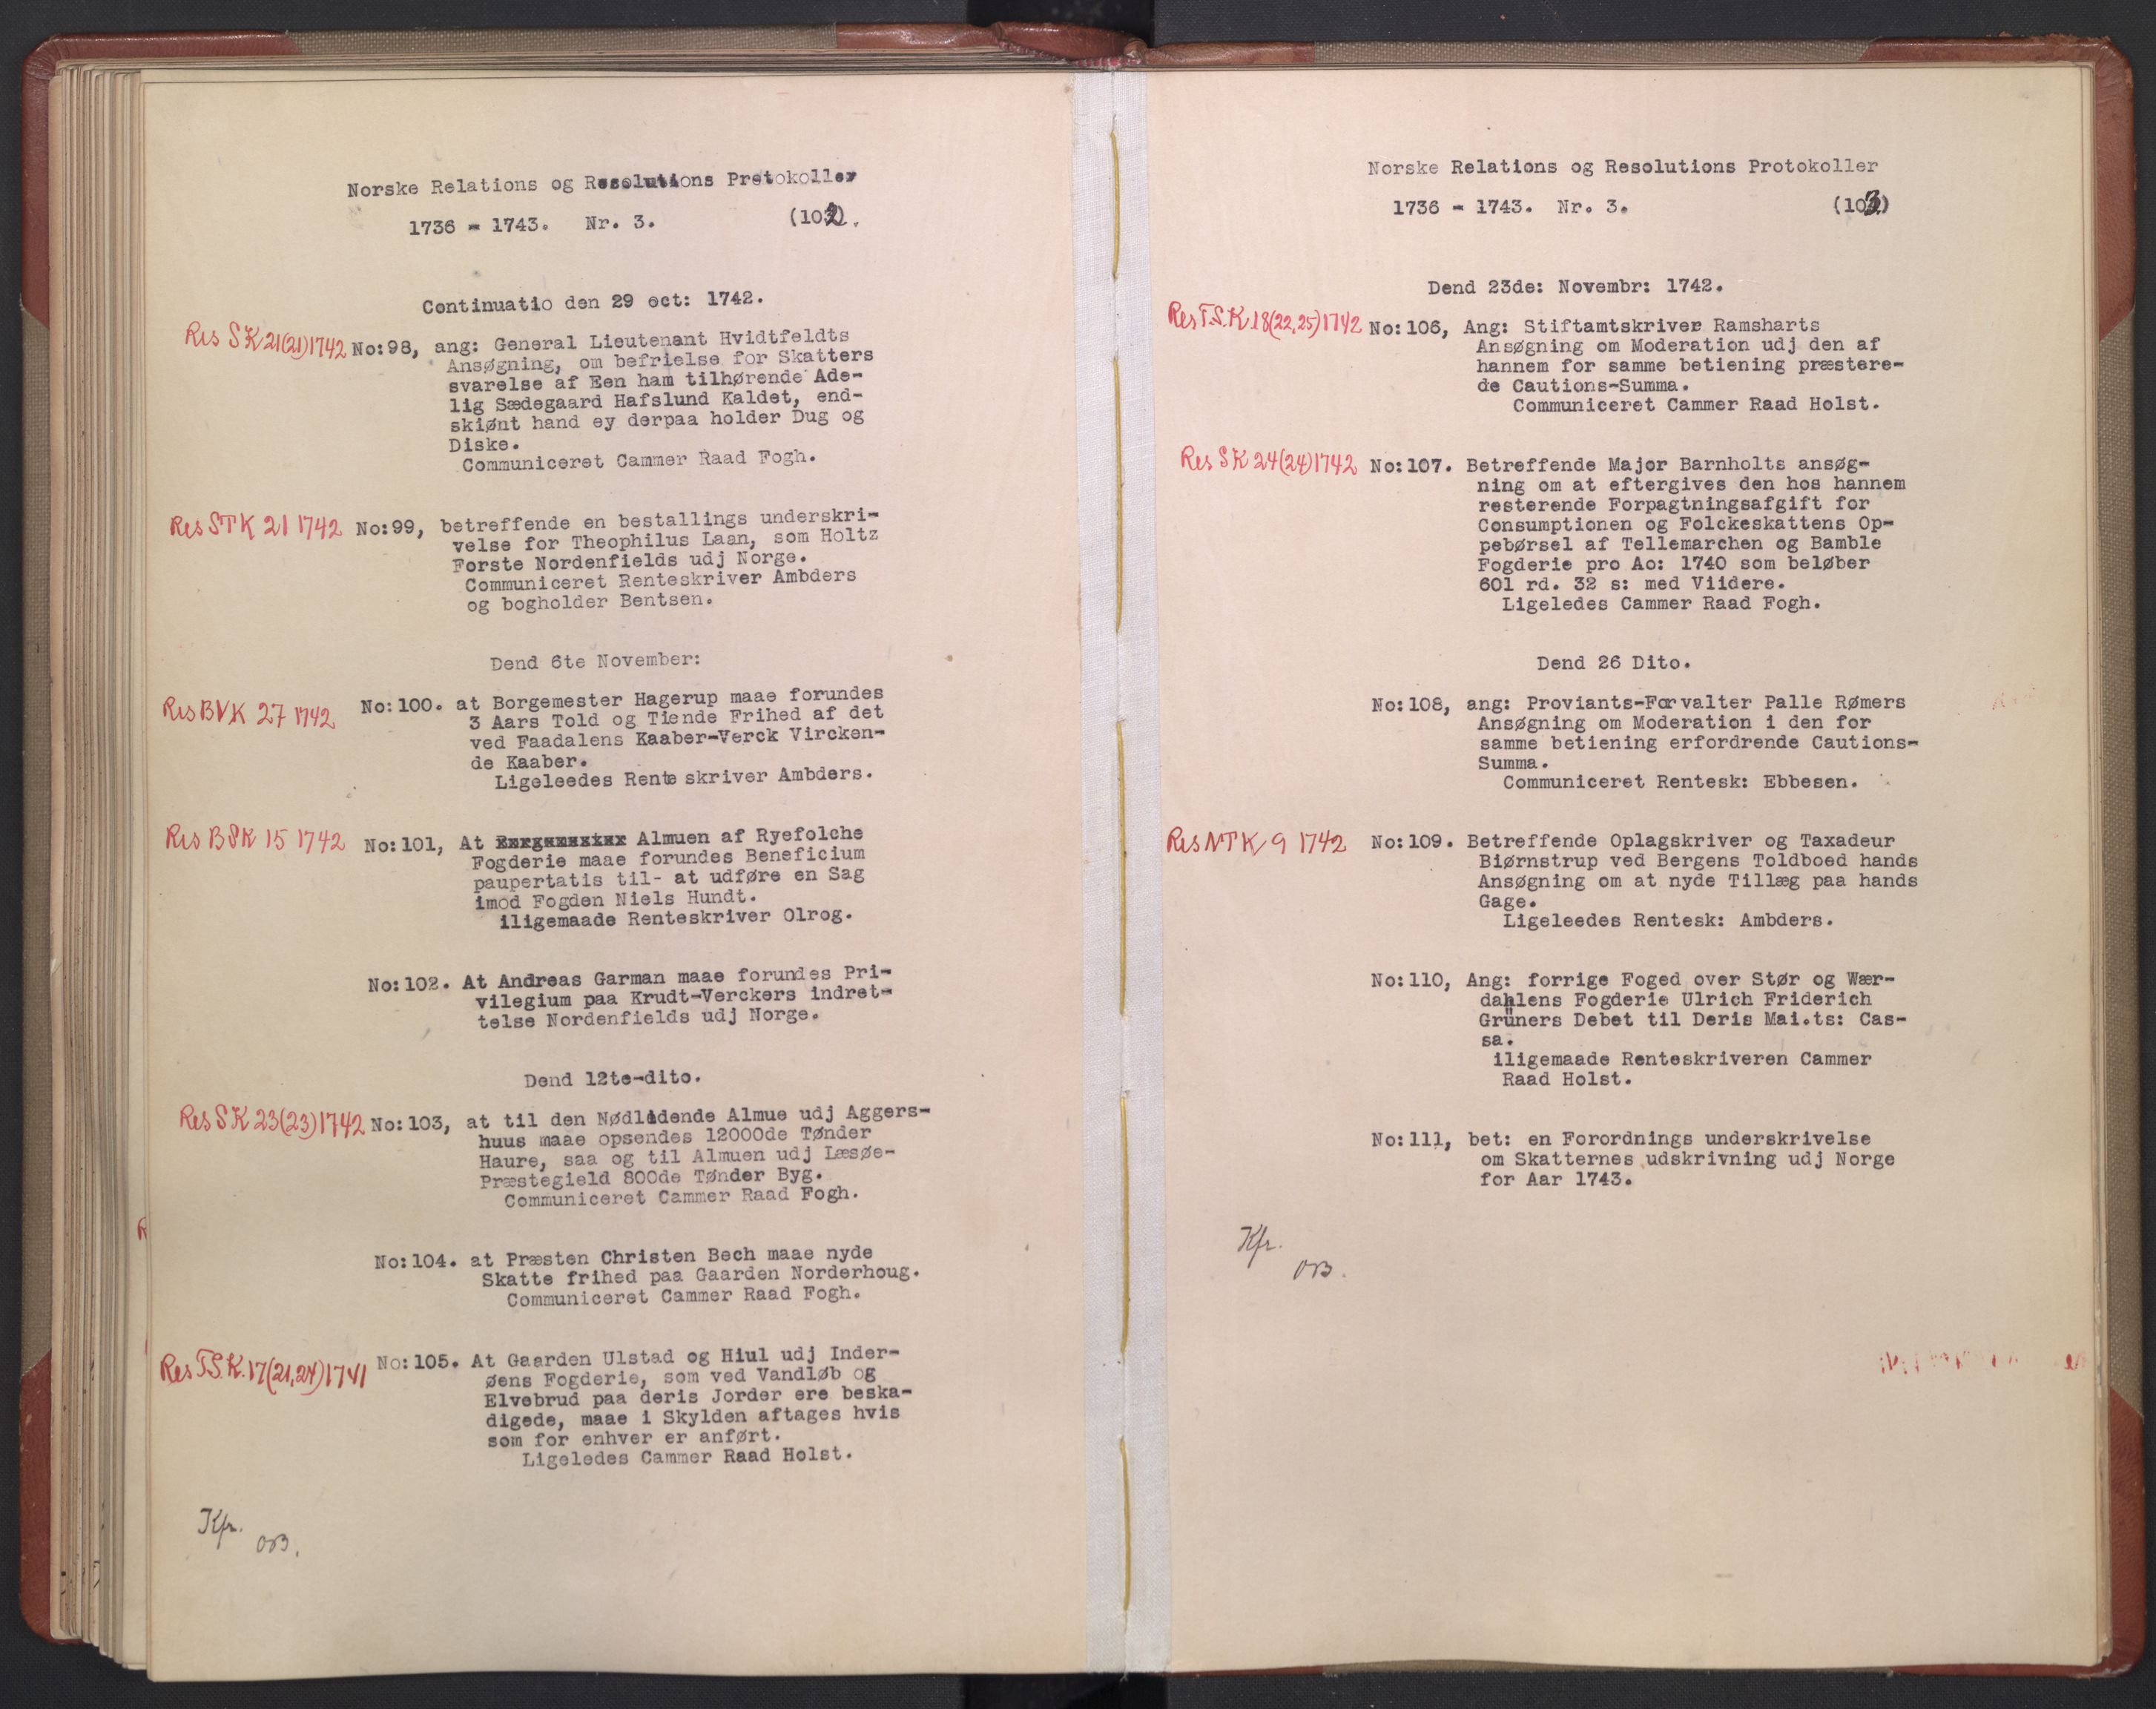 Norske Relations og Resolutions Protokoller
1736 - 1743. Nr. 3. (102).
Continuatio den 29 oct: 1742.
Res SK 21(21)1742 No:98, ang: General Lieutenant Hvidtfeldts
Ansøgning, om befrielse for Skatters
svarelse af Een ham tilhørende Ade-
lig Sædegaard Hafslund Kaldet, end-
skiønt hand ey derpaa holder Dug og
Diske.
Communiceret Cammer Raad Fogh.
Res STK 21 1742 No:99, betreffende en bestallings underskri-
velse for Theophilus Laan, som Holtz
Forste Nordenfields udj Norge.
Communiceret Renteskriver Ambders
og bogholder Bentsen.
Dend 6te November:
Res BVK 27 1742 No:100. at Borgemester Hagerup maae forundes
3 Aars Told og Tiende Frihed af det
ved Faadalens Kaaber-Verck Vircken-
de Kaaber.
Ligeleedes Rente skriver Ambders.
Res BSK 15 1742 No:101, At Borgemester Almuen af Ryefolche
Fogderie maae forundes Beneficium
paupertatis til- at udføre en Sag
imod Fogden Niels Hundt.
iligemaade Renteskriver Olrog.
No:102. At Andreas Garman maae forundes Pri-
vilegium paa Krudt-Verckers indret-
telse Nordenfields udj Norge.
Dend 12te-dito.
Res SK 23(23)1742 No:103, at til den Nødlidende Almue udj Aggers-
huus maae opsendes 12000de Tønder
Haure, saa og til Almuen udj Læsøe-
Præstegield 800de Tønder Byg.
Communiceret Cammer Raad Fogh.
No:104. at Præsten Christen Bech maae nyde
Skatte frihed paa Gaarden Norderhoug.
Communiceret Cammer Raad Fogh.
Res T.S.K. 17(21,24)1741 No:105. At Gaarden Ulstad og Hiul udj Inder-
øens Fogderie, som ved Vandløb og
Elvebrud paa deris Jorder ere beska-
digede, maae i Skylden aftages hvis
som for enhver er anført.
Ligeledes Cammer Raad Holst.
Kfr.
OB.
Norske Relations og Resolutions Protokoller
1736 - 1743. Nr. 3. (103)
Dend 23de: Novembr: 1742.
Res T.S.K 18(22,25)1742 No:106, Ang: Stiftamtskriver Ramsharts
Ansøgning om Moderation udj den af
hannem for samme betiening præstere-
de Cautions-Summa.
Communiceret Cammer Raad Holst.
Res SK 24(24)1742 No:107. Betreffende Major Barnholts ansøg-
ning om at eftergives den hos hannem
resterende Forpagtningsafgift for
Consumptionen og Folckeskattens Op-
pebørsel af Tellemarchen og Bamble
Fogderie pro Ao: 1740 som beløber
601 rd. 32 s: med Viidere.
Ligeledes Cammer Raad Fogh.
Dend 26 Dito.
No:108, ang: Proviants-Forvalter Palle Rømers
Ansøgning om Moderation i den for
samme betiening erfordrende Cautions-
Summa.
Communiceret Rentesk: Ebbesen.
Res NTK 9 1742 No:109. Betreffende Oplagskriver og Taxadeur
Biørnstrup ved Bergens Toldboed hands
Ansøgning om at nyde Tillæg paa hands
Gage.
Ligeleedes Rentesk: Ambders.
No:110, Ang: forrige Foged over Stør og Wær-
dahlens Fogderie Ulrich Friderich
Grüners Debet til Deris Mai.ts: Cas-
sa.
iligemaade Renteskriveren Cammer
Raad Holst.
No:111, bet: en Forordnings underskrivelse
om Skatternes udskrivning udj Norge
for Aar 1743.
Kfr.
OB.